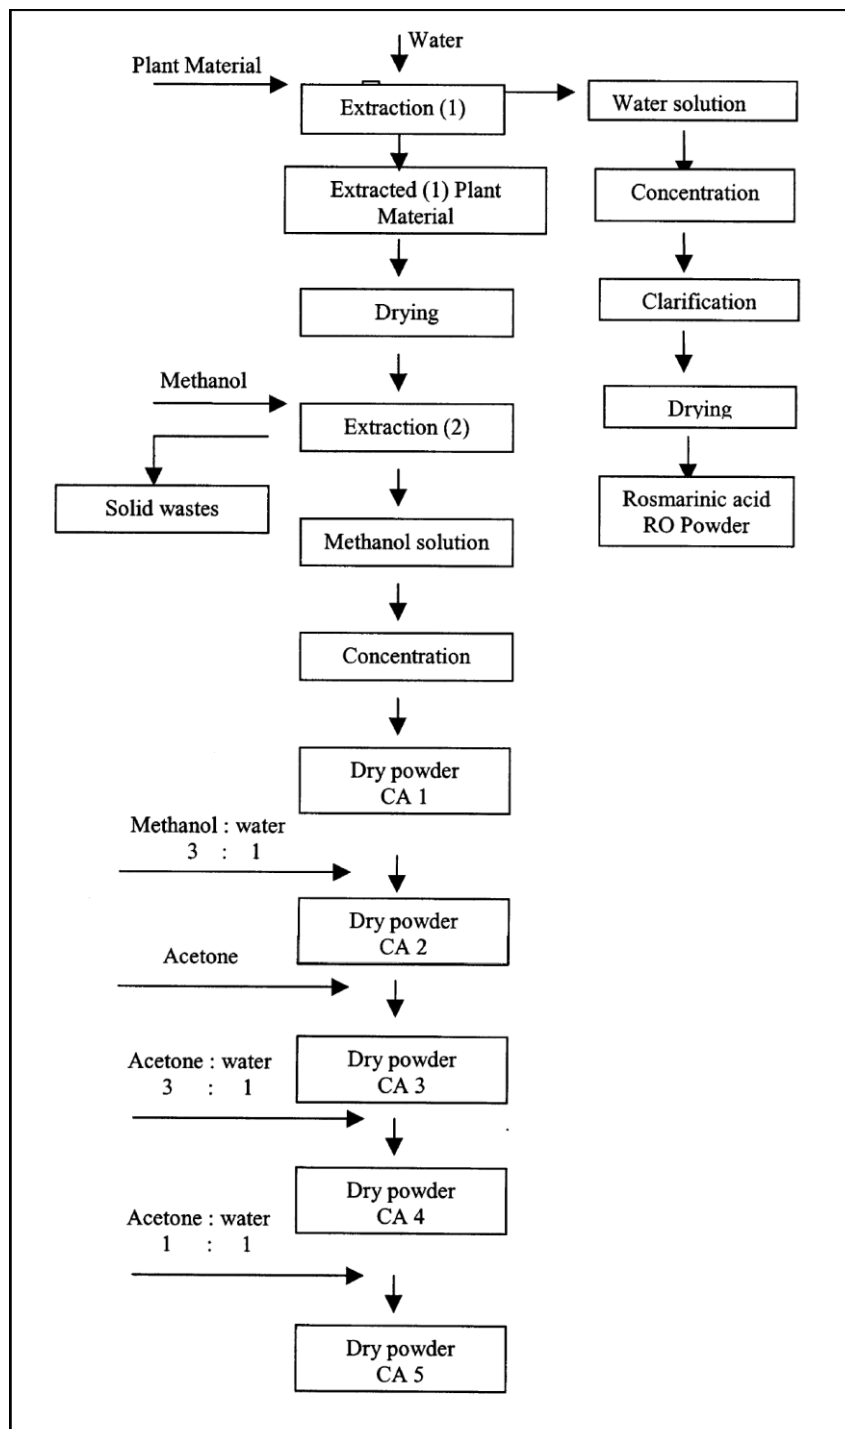 Water
Plant Material
Extraction (1)
Water solution
Extracted (1) Plant
Material
Concentration
Drying
Clarification
Methanol
Extraction (2)
Drying
Solid wastes
Rosmarinic acid
RO Powder
Methanol solution
Concentration
Dry powder
CA 1
Methanol : water
3 : 1
Dry powder
CA 2
Acetone
Dry powder
CA 3
Acetone : water
3 : 1
Dry powder
CA 4
Acetone : water
1 : 1
Dry powder
CA 5